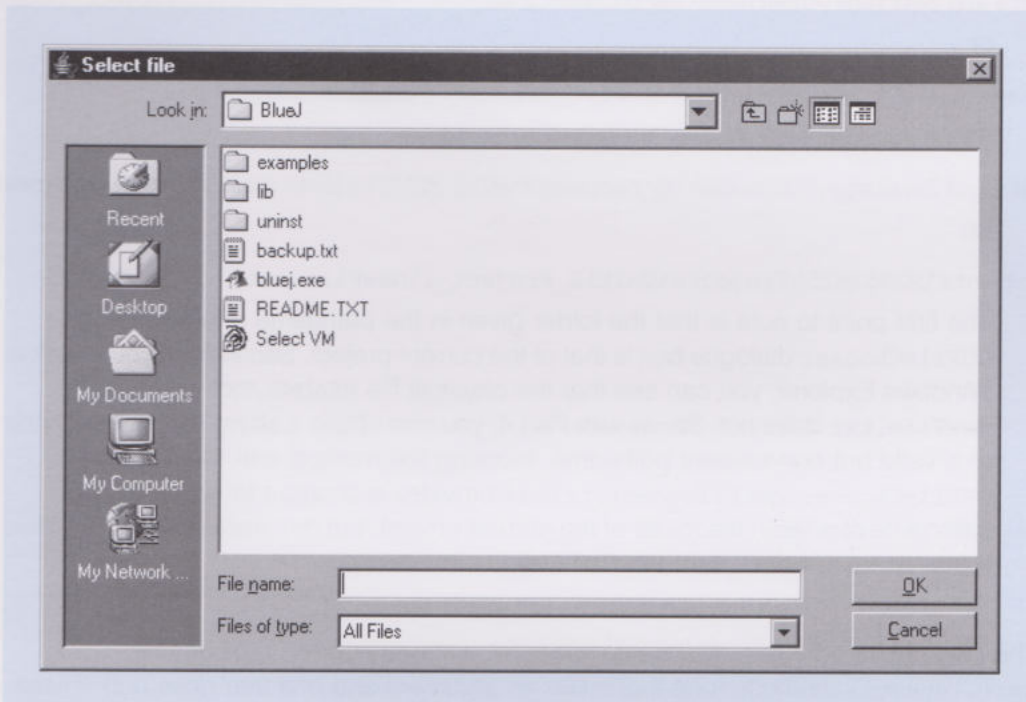 Select file
Look in: BlueJ
Recent
Desktop
My Documents
My Computer
My Network ...
examples
lib
uninst
backup.txt
bluej.exe
README.TXT
Select VM
File name:
OK
Files of type: All Files
Cancel